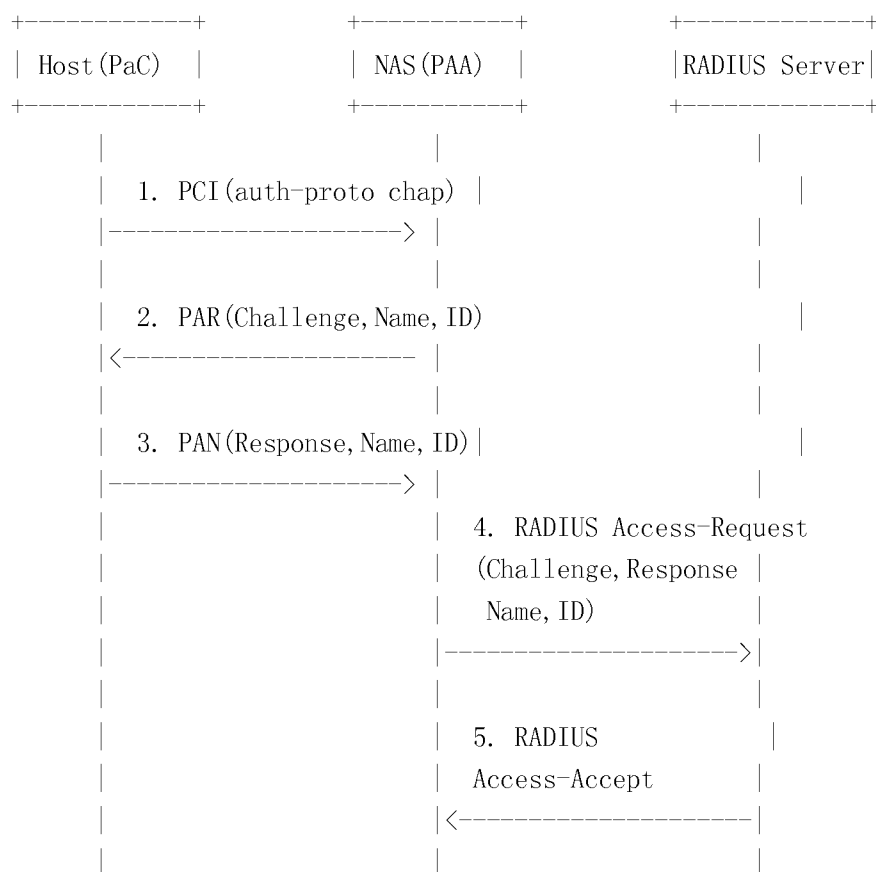 +------------+ +------------+ +-------------+
| Host(PaC) | | NAS(PAA) | |RADIUS Server|
+------------+ +------------+ +-------------+
| | |
| 1. PCI(auth-proto chap) | |
|---------------------> | |
| | |
| 2. PAR(Challenge,Name,ID) |
|<--------------------- | |
| | |
| 3. PAN(Response,Name,ID)| |
|---------------------> | |
| | 4. RADIUS Access-Request
| | (Challenge,Response |
| | Name,ID) |
| |--------------------->|
| | |
| | 5. RADIUS |
| | Access-Accept |
| |<---------------------|
| | |